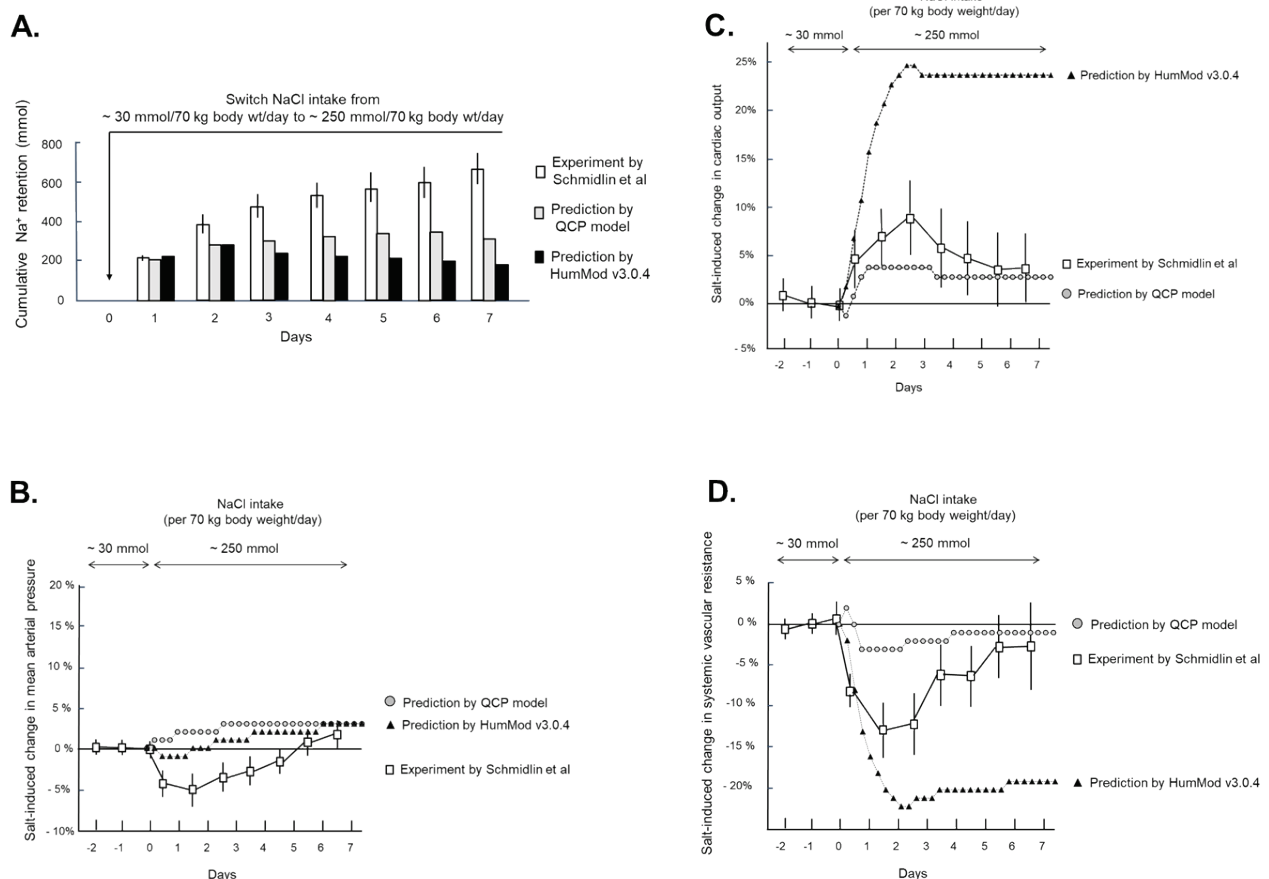 A.
Switch NaCl intake from
~ 30 mmol/70 kg body wt/day to ~ 250 mmol/70 kg body wt/day
Cumulative Na⁺ retention (mmol)
800
600
400
200
0
0 1 2 3 4 5 6 7
Days
Experiment by
Schmidlin et al
Prediction by
QCP model
Prediction by
HumMod v3.0.4
C.
(per 70 kg body weight/day)
~ 30 mmol ~ 250 mmol
Salt-induced change in cardiac output
25%
20%
15%
10%
5%
0%
- 5%
-2 -1 0 1 2 3 4 5 6 7
Days
Prediction by HumMod v3.0.4
Experiment by Schmidlin et al
Prediction by QCP model
B.
NaCl intake
(per 70 kg body weight/day)
~ 30 mmol ~ 250 mmol
Salt-induced change in mean arterial pressure
20 %
15 %
10 %
5 %
0 %
-5%
- 10%
-2 -1 0 1 2 3 4 5 6 7
Days
Prediction by QCP model
Prediction by HumMod v3.0.4
Experiment by Schmidlin et al
D.
NaCl intake
(per 70 kg body weight/day)
~ 30 mmol ~ 250 mmol
Salt-induced change in systemic vascular resistance
5 %
0 %
-5 %
- 10%
- 15%
- 20%
-2 -1 0 1 2 3 4 5 6 7
Days
Prediction by QCP model
Experiment by Schmidlin et al
Prediction by HumMod v3.0.4